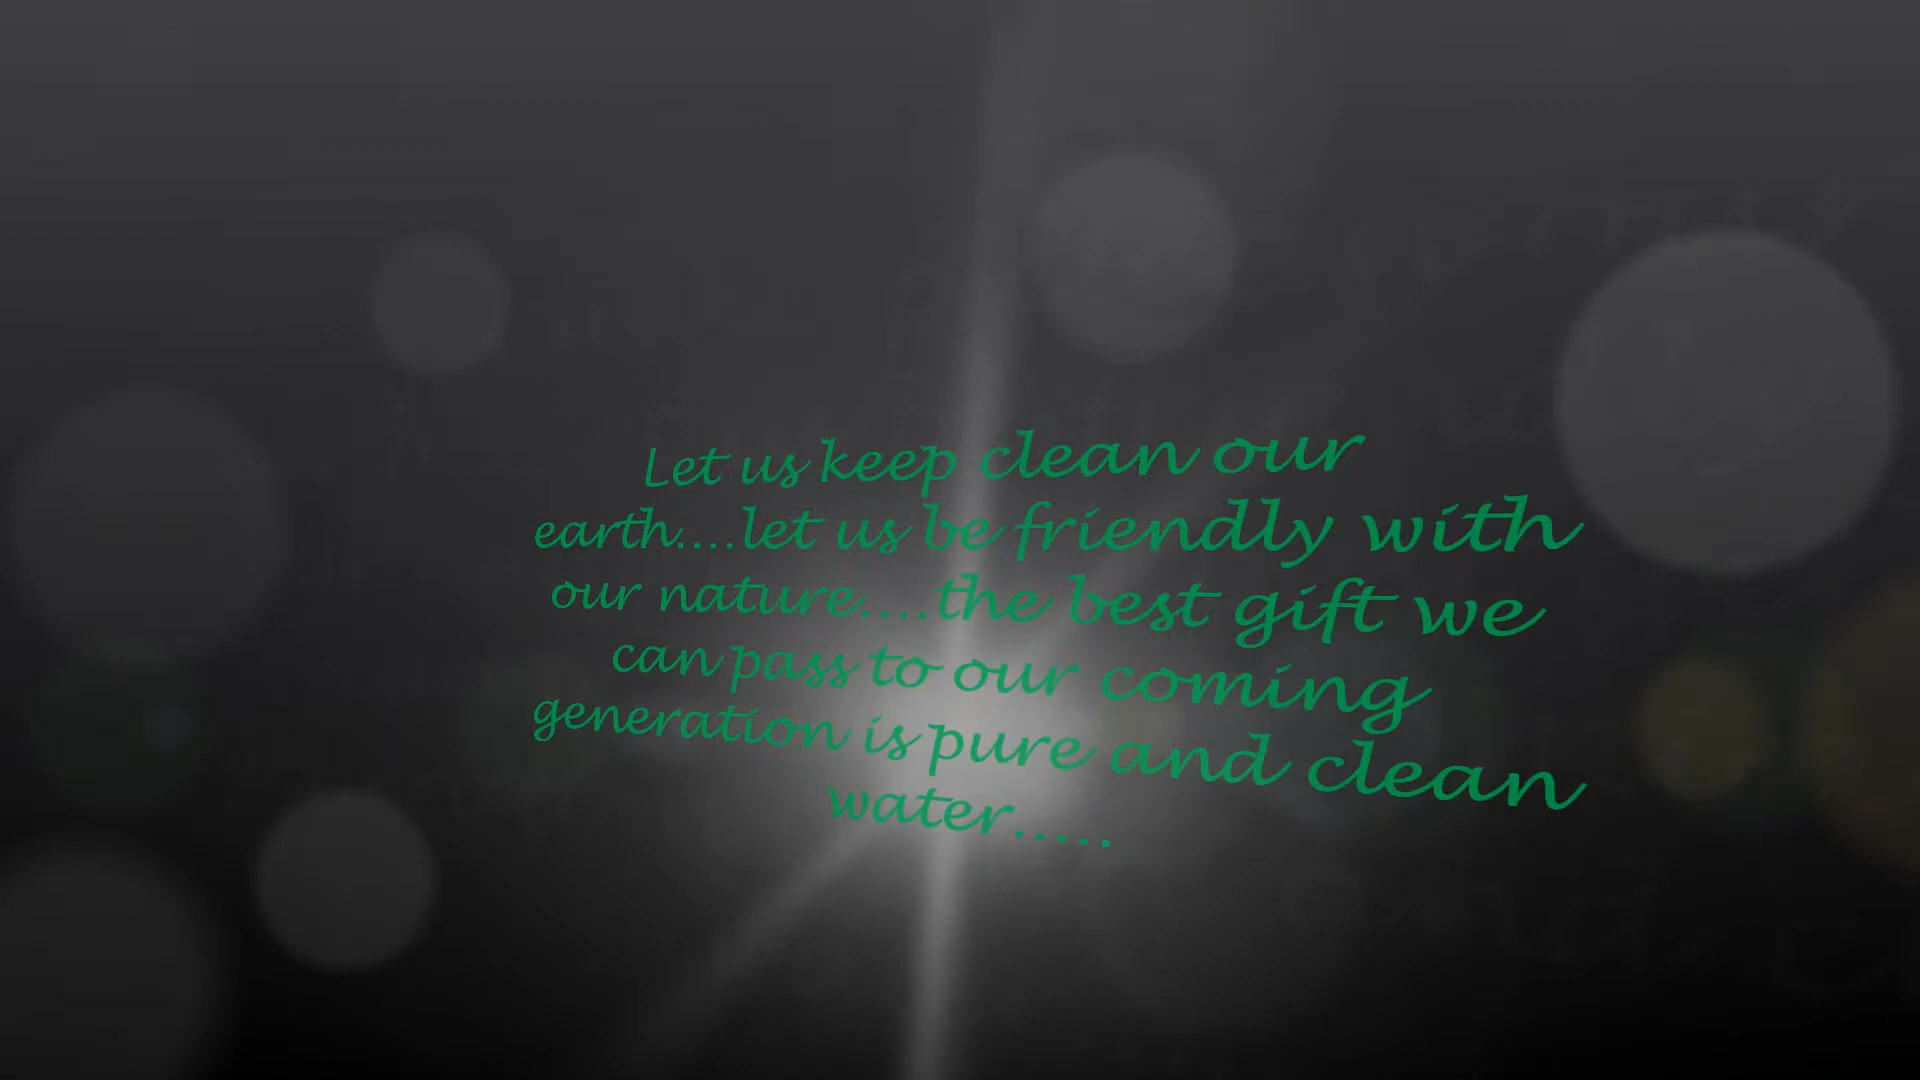 Let us keep clean our
earth....let us be friendly with
our nature....the best gift we
can pass to our coming
generation is pure and clean
water.....